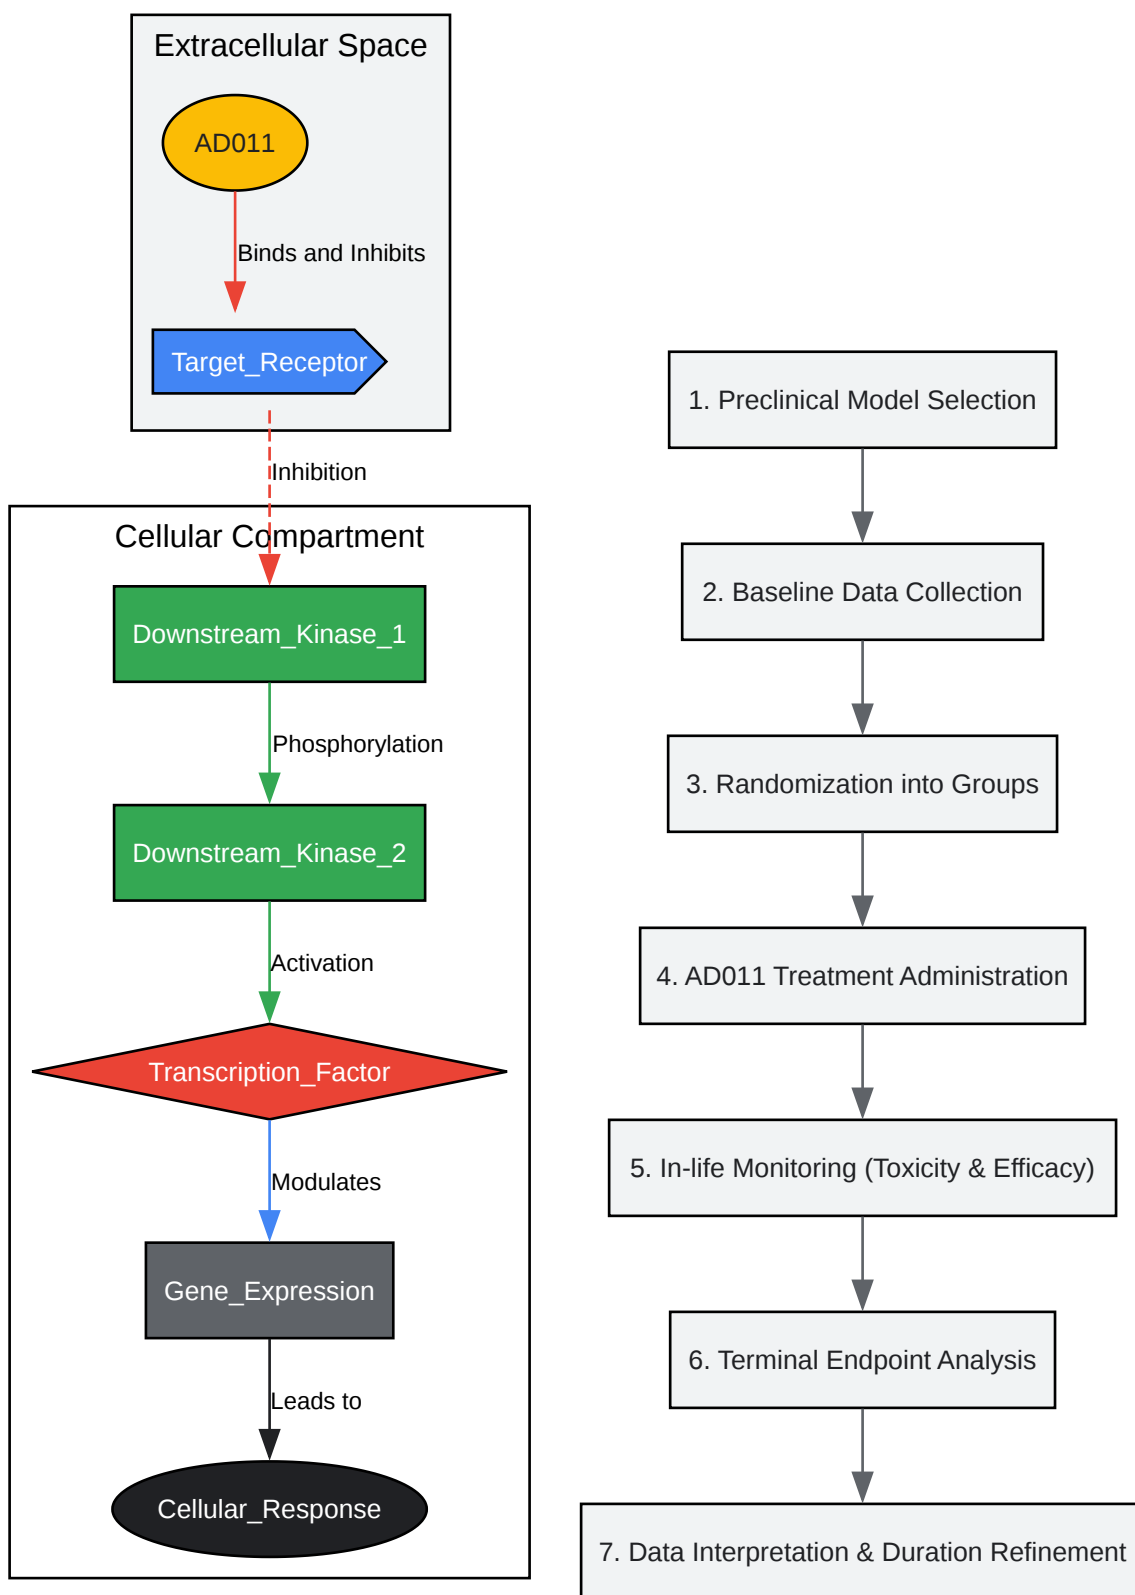 Extracellular Space
AD011
Binds and Inhibits
Target_Receptor
Inhibition
Cellular Compartment
Downstream_Kinase_1
Phosphorylation
Downstream_Kinase_2
Activation
Transcription_Factor
Modulates
Gene_Expression
Leads to
Cellular_Response
1. Preclinical Model Selection
2. Baseline Data Collection
3. Randomization into Groups
4. AD011 Treatment Administration
5. In-life Monitoring (Toxicity & Efficacy)
6. Terminal Endpoint Analysis
7. Data Interpretation & Duration Refinement